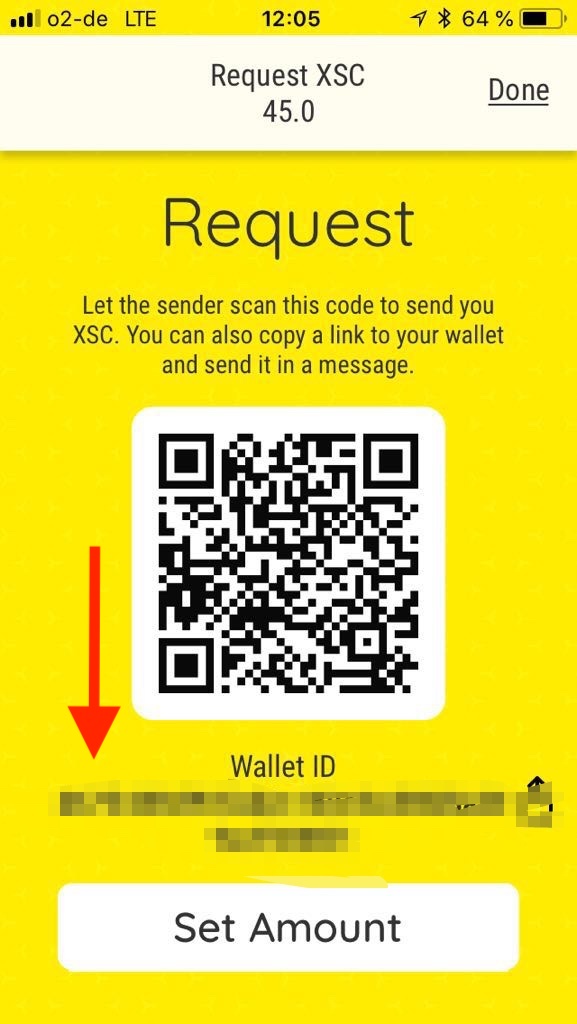 o2-de LTE 12:05 64 %
Request XSC
45.0
Done
Request
Let the sender scan this code to send you
XSC. You can also copy a link to your wallet
and send it in a message.
Wallet ID
Set Amount